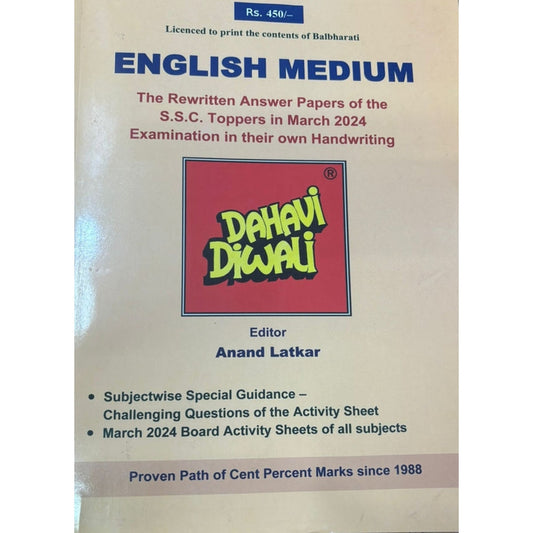 Rs. 450/–
Licenced to print the contents of Balbharati
ENGLISH MEDIUM
The Rewritten Answer Papers of the
S.S.C. Toppers in March 2024
Examination in their own Handwriting
®
DAHAVI
DIWALI
Editor
Anand Latkar
• Subjectwise Special Guidance –
Challenging Questions of the Activity Sheet
• March 2024 Board Activity Sheets of all subjects
Proven Path of Cent Percent Marks since 1988